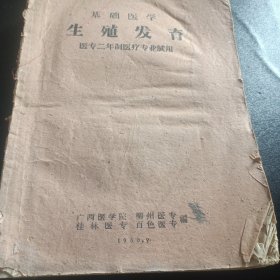 基础医学
生殖发育
医专二年制医疗专业试用
广西医学院 柳州医专
桂林医专 百色医专 编